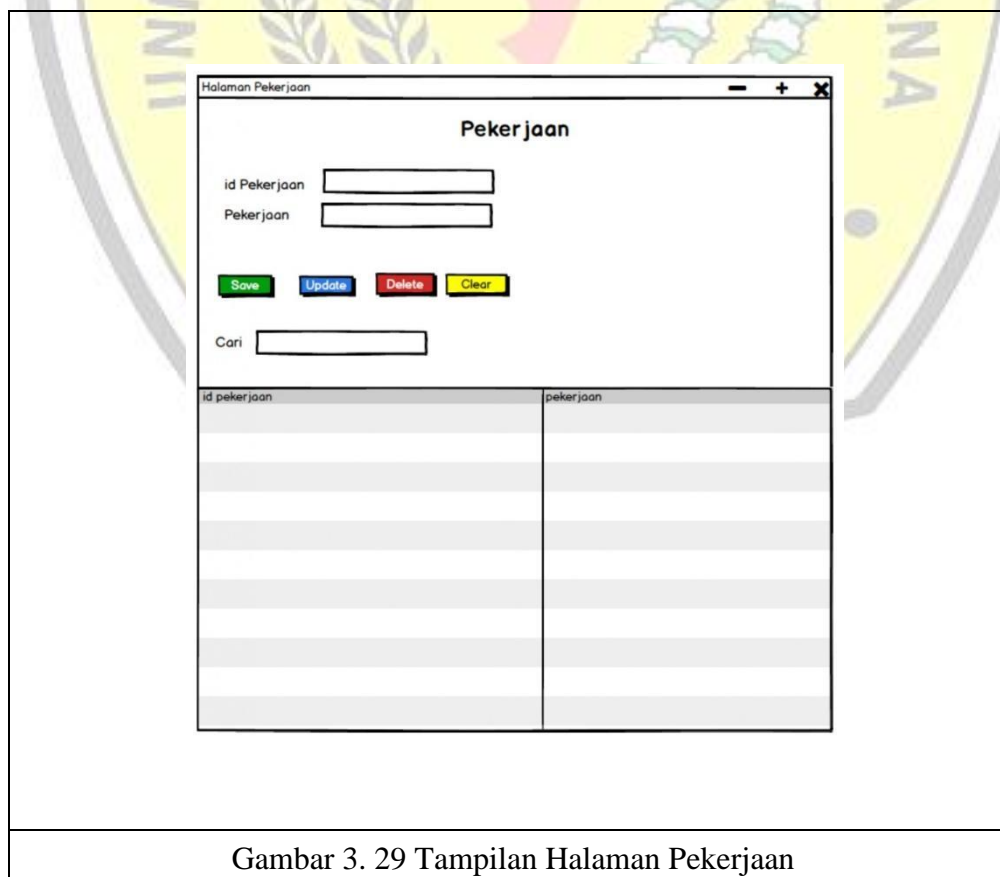 Halaman Pekerjaan
Pekerjaan
id Pekerjaan
Pekerjaan
Save Update Delete Clear
Cari
id pekerjaan pekerjaan
Gambar 3. 29 Tampilan Halaman Pekerjaan